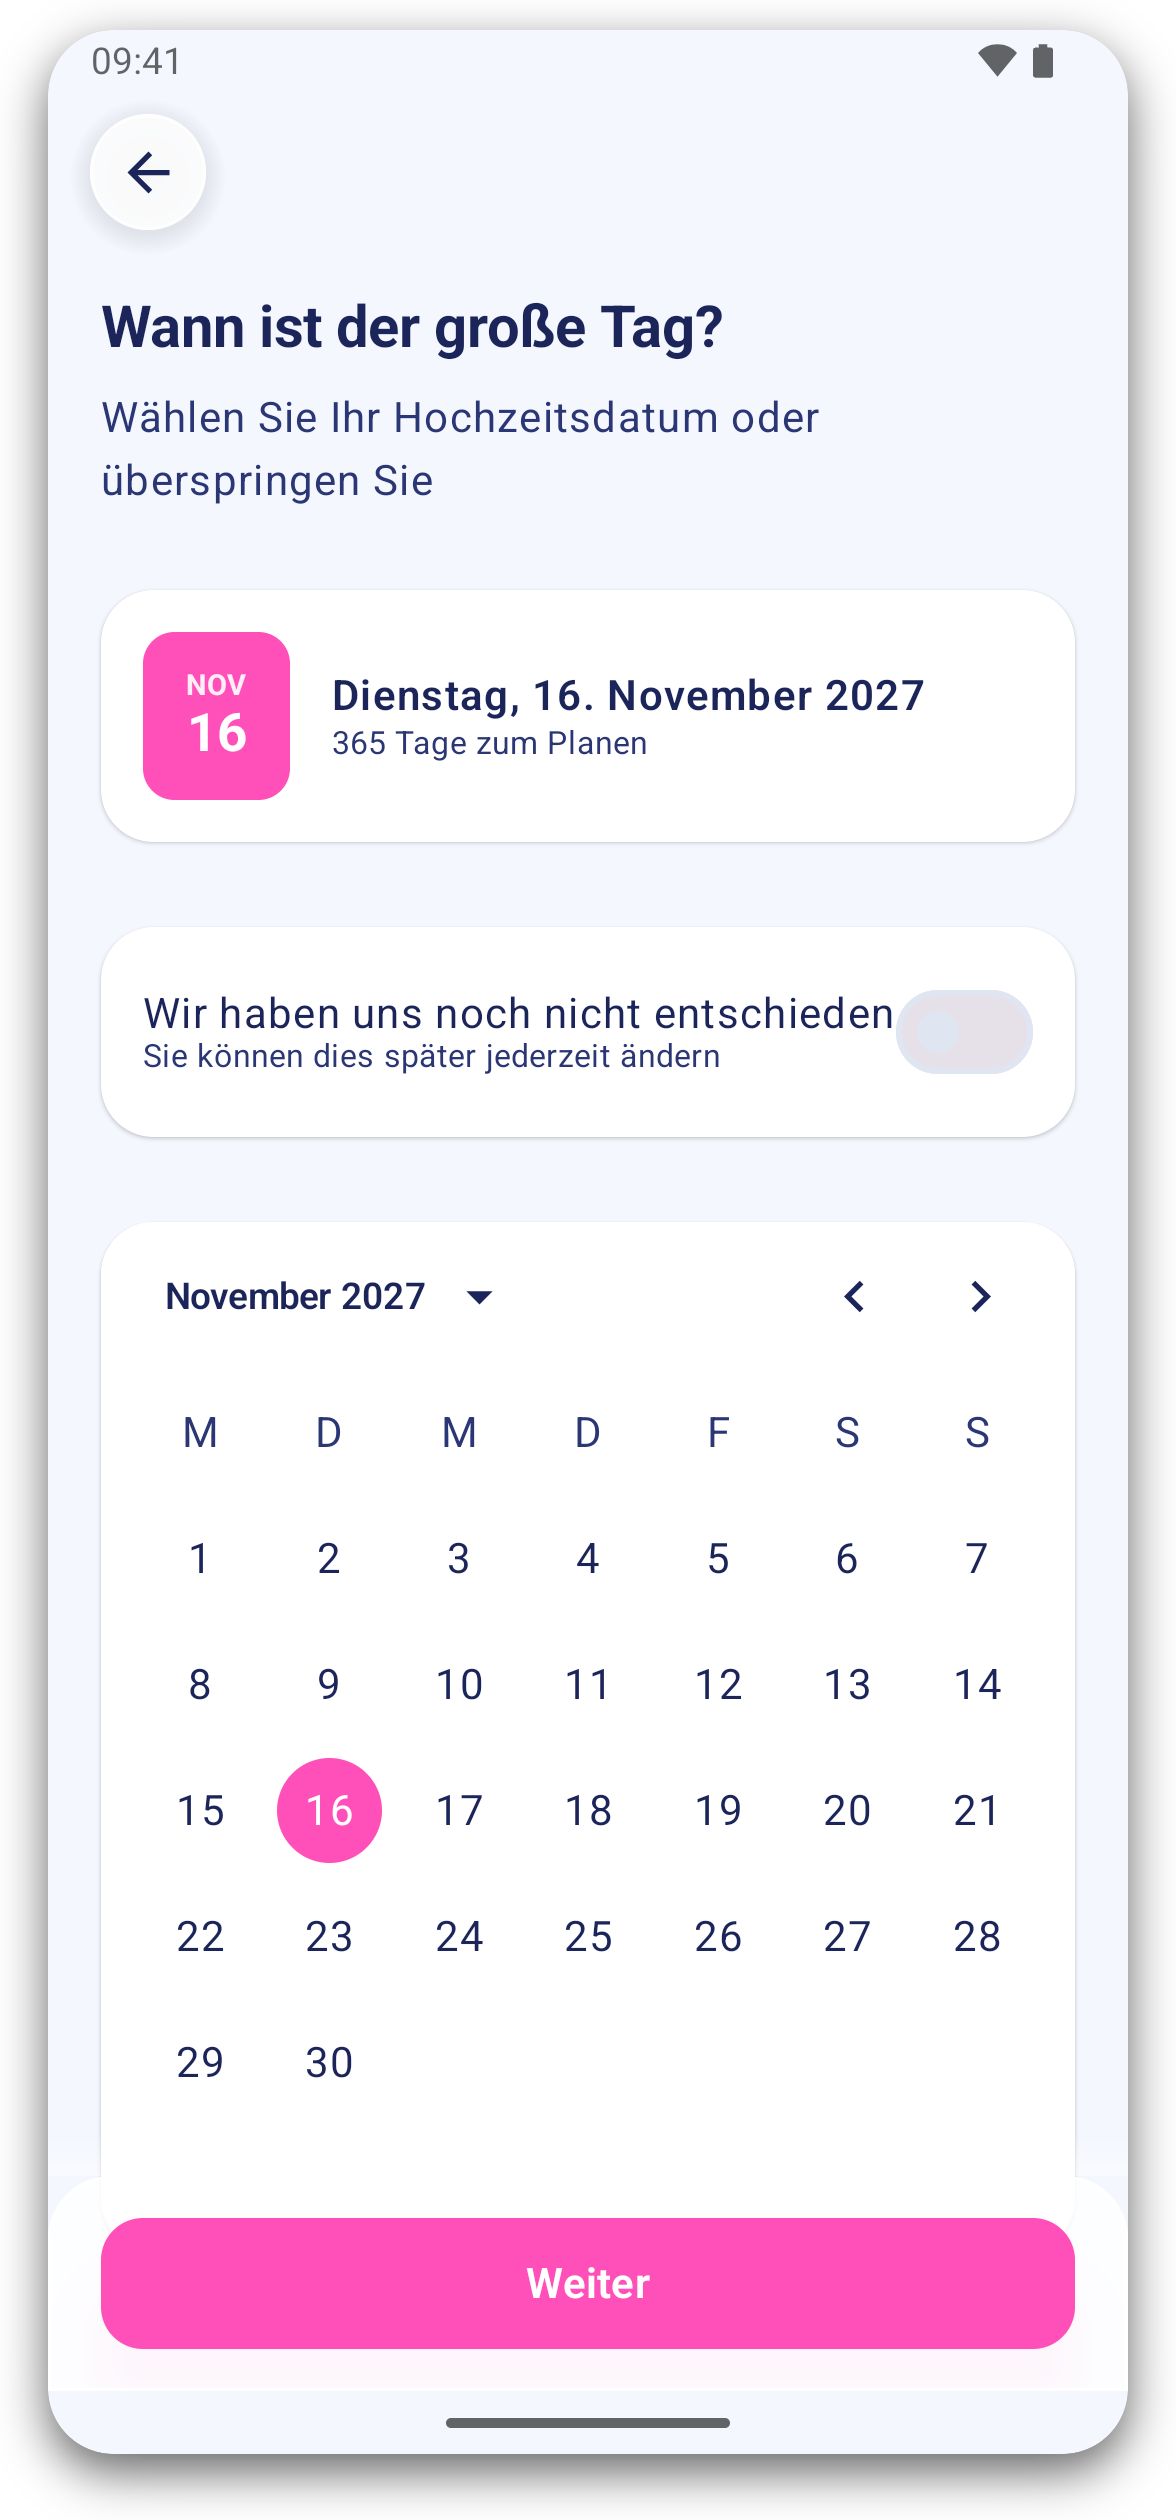 09:41
Wann ist der große Tag?
Wählen Sie Ihr Hochzeitsdatum oder
überspringen Sie
NOV
16
Dienstag, 16. November 2027
365 Tage zum Planen
Wir haben uns noch nicht entschieden
Sie können dies später jederzeit ändern
November 2027
M D M D F S S
1 2 3 4 5 6 7
8 9 10 11 12 13 14
15 16 17 18 19 20 21
22 23 24 25 26 27 28
29 30
Weiter